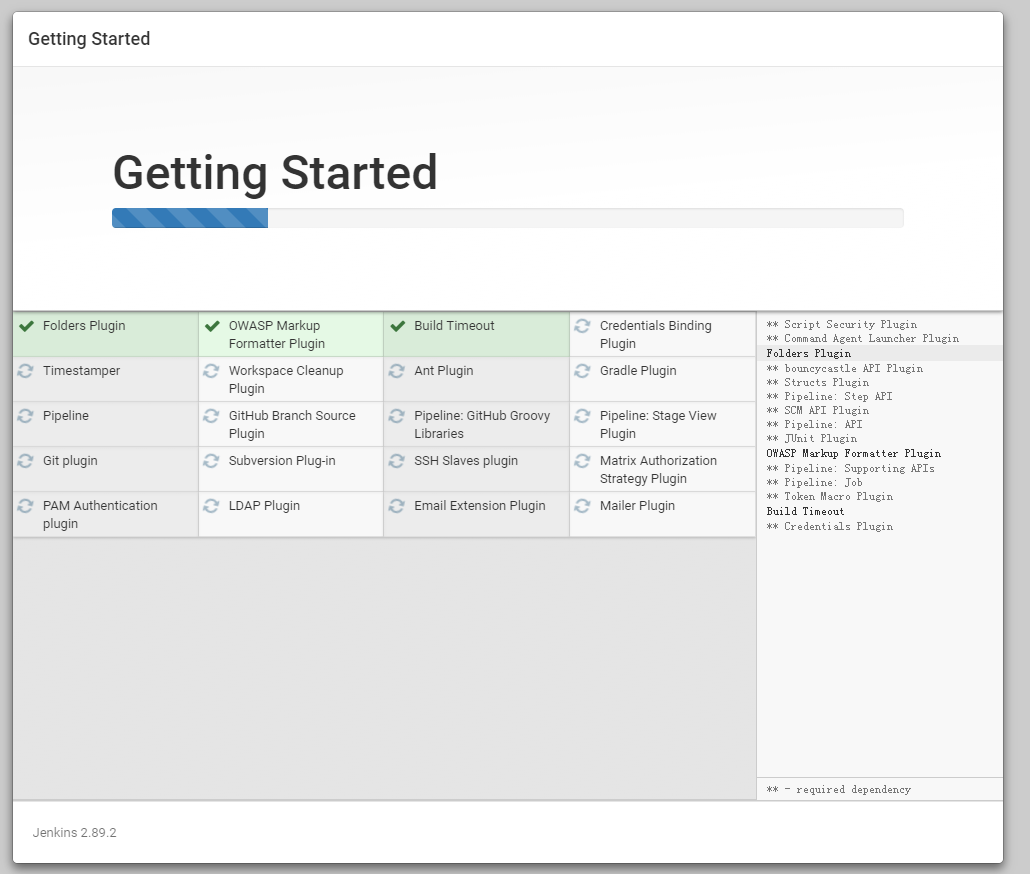 Getting Started
Getting Started
Folders Plugin
OWASP Markup
Formatter Plugin
Build Timeout
Credentials Binding
Plugin
Timestamper
Workspace Cleanup
Plugin
Ant Plugin
Gradle Plugin
Pipeline
GitHub Branch Source
Plugin
Pipeline: GitHub Groovy
Libraries
Pipeline: Stage View
Plugin
Git plugin
Subversion Plug-in
SSH Slaves plugin
Matrix Authorization
Strategy Plugin
PAM Authentication
plugin
LDAP Plugin
Email Extension Plugin
Mailer Plugin
** Script Security Plugin
** Command Agent Launcher Plugin
Folders Plugin
** bouncycastle API Plugin
** Structs Plugin
** Pipeline: Step API
** SCM API Plugin
** Pipeline: API
** JUnit Plugin
OWASP Markup Formatter Plugin
** Pipeline: Supporting APIs
** Pipeline: Job
** Token Macro Plugin
Build Timeout
** Credentials Plugin
** - required dependency
Jenkins 2.89.2